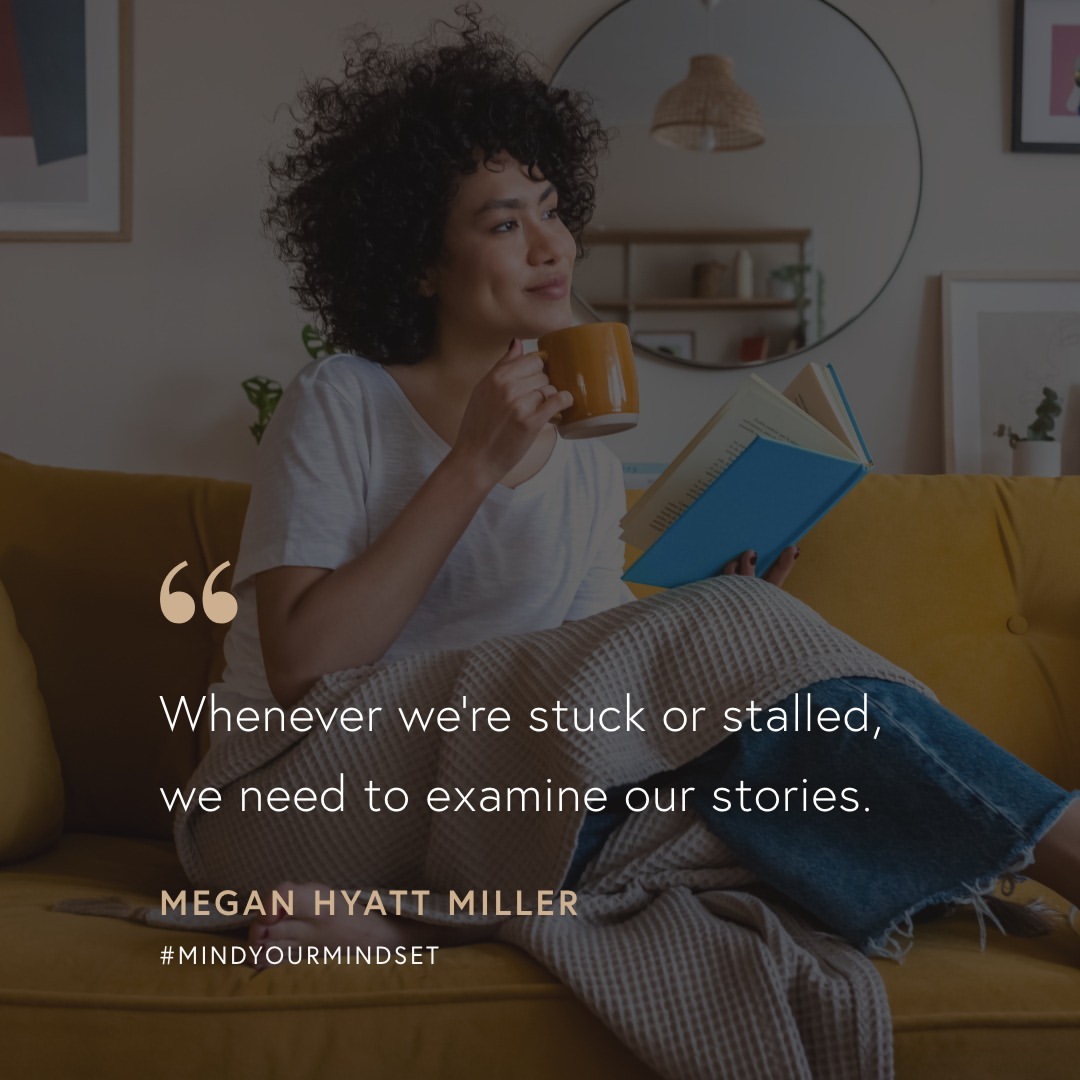 “
Whenever we're stuck or stalled,
we need to examine our stories.
MEGAN HYATT MILLER
#MINDYOURMINDSET